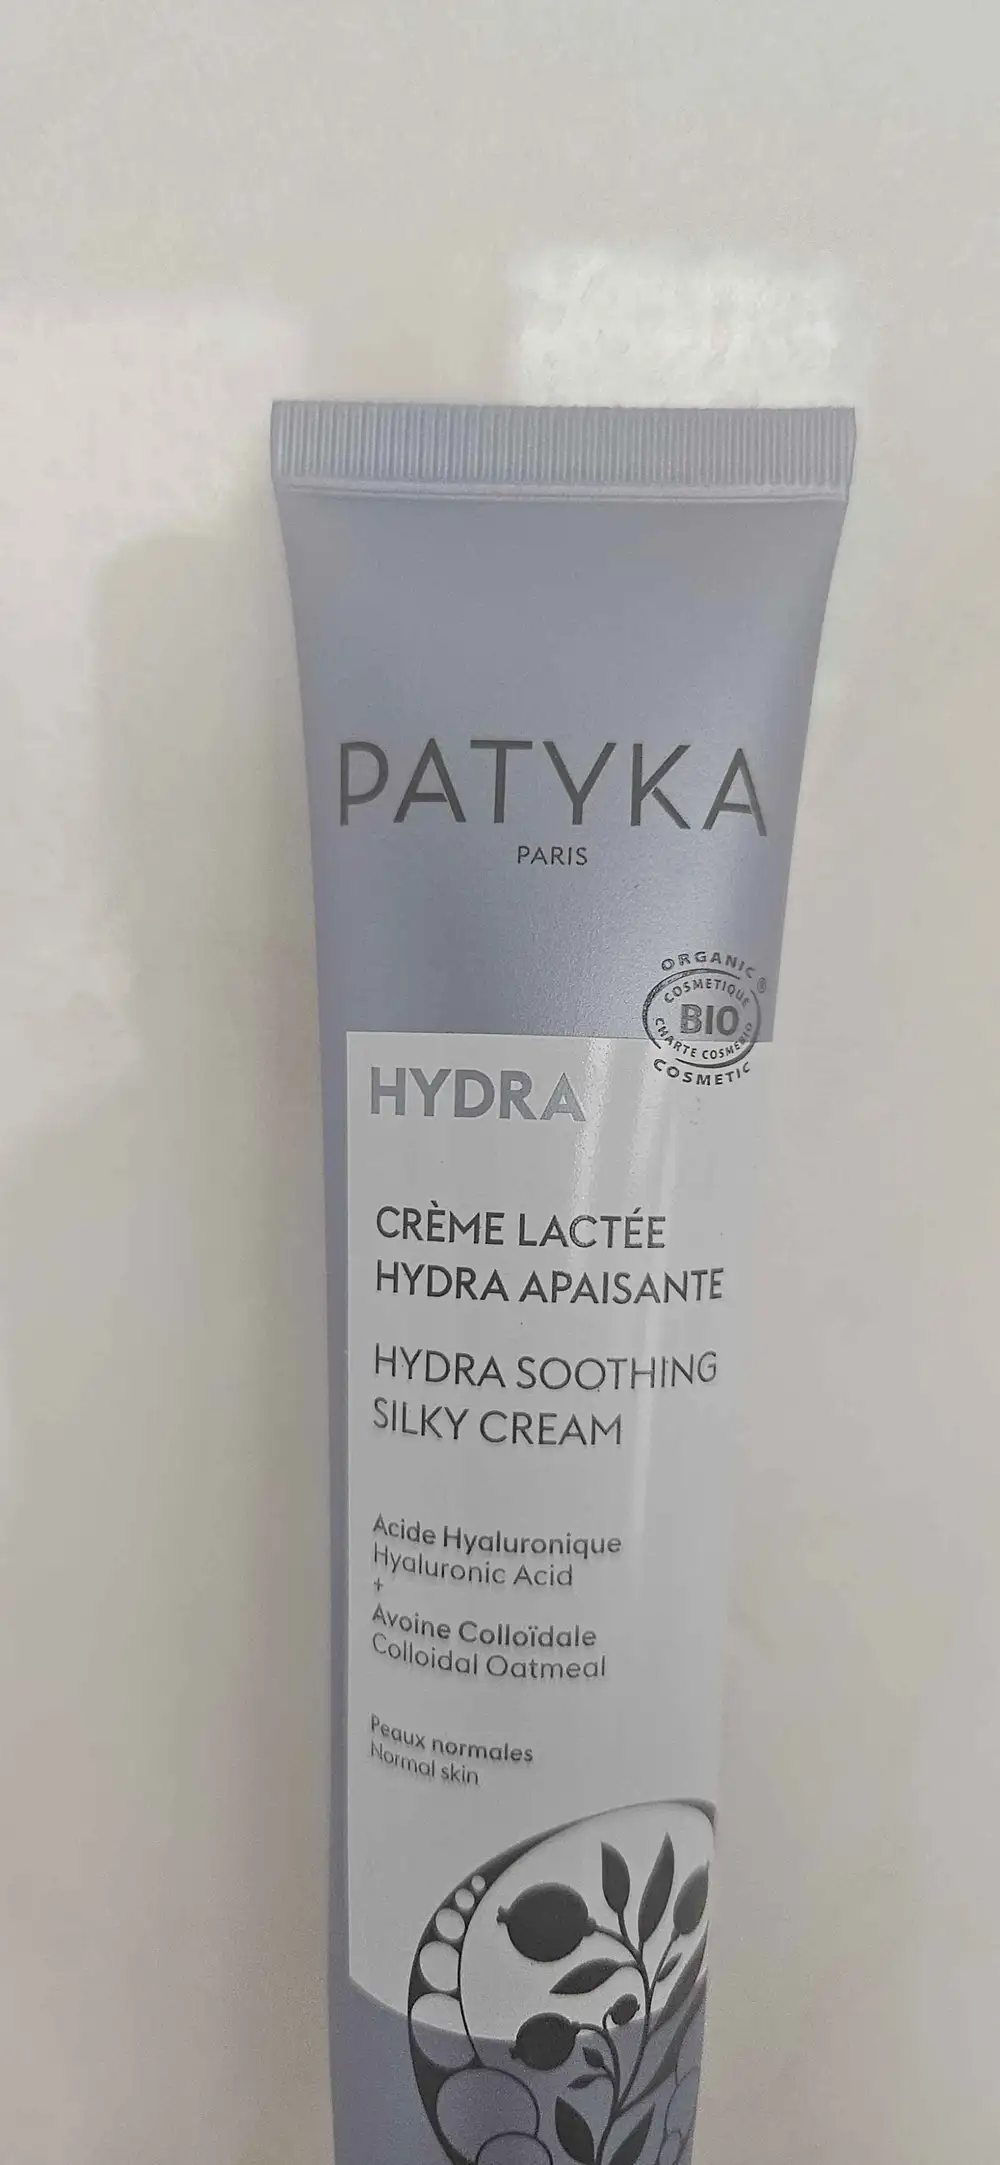 PATYKA
PARIS
ORGANIC ®
COSMETIQUE
BIO
CHARTE COSMEBIO
COSMETIC
HYDRA
CRÈME LACTÉE
HYDRA APAISANTE
HYDRA SOOTHING
SILKY CREAM
Acide Hyaluronique
Hyaluronic Acid
+
Avoine Colloïdale
Colloidal Oatmeal
Peaux normales
Normal skin